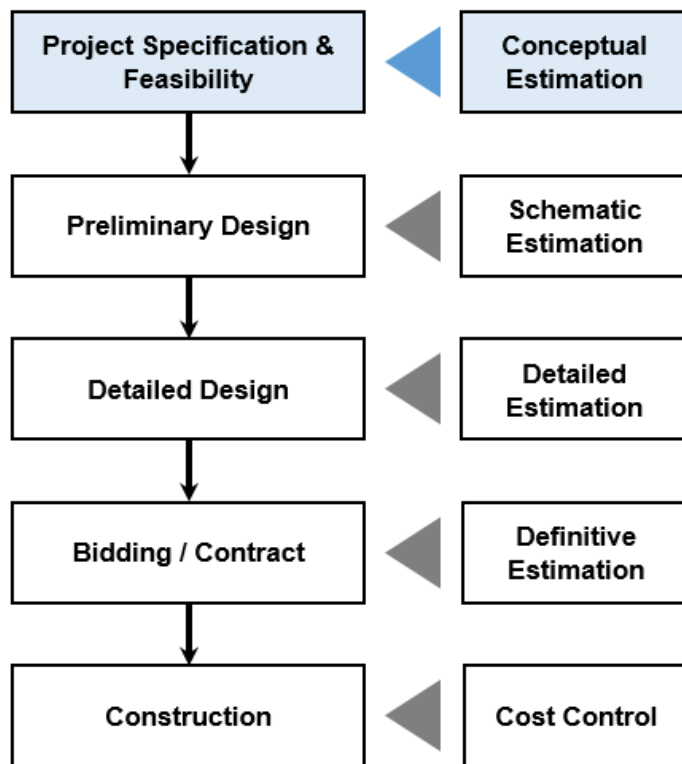 Project Specification &
Feasibility
Conceptual
Estimation
Preliminary Design
Schematic
Estimation
Detailed Design
Detailed
Estimation
Bidding / Contract
Definitive
Estimation
Construction
Cost Control